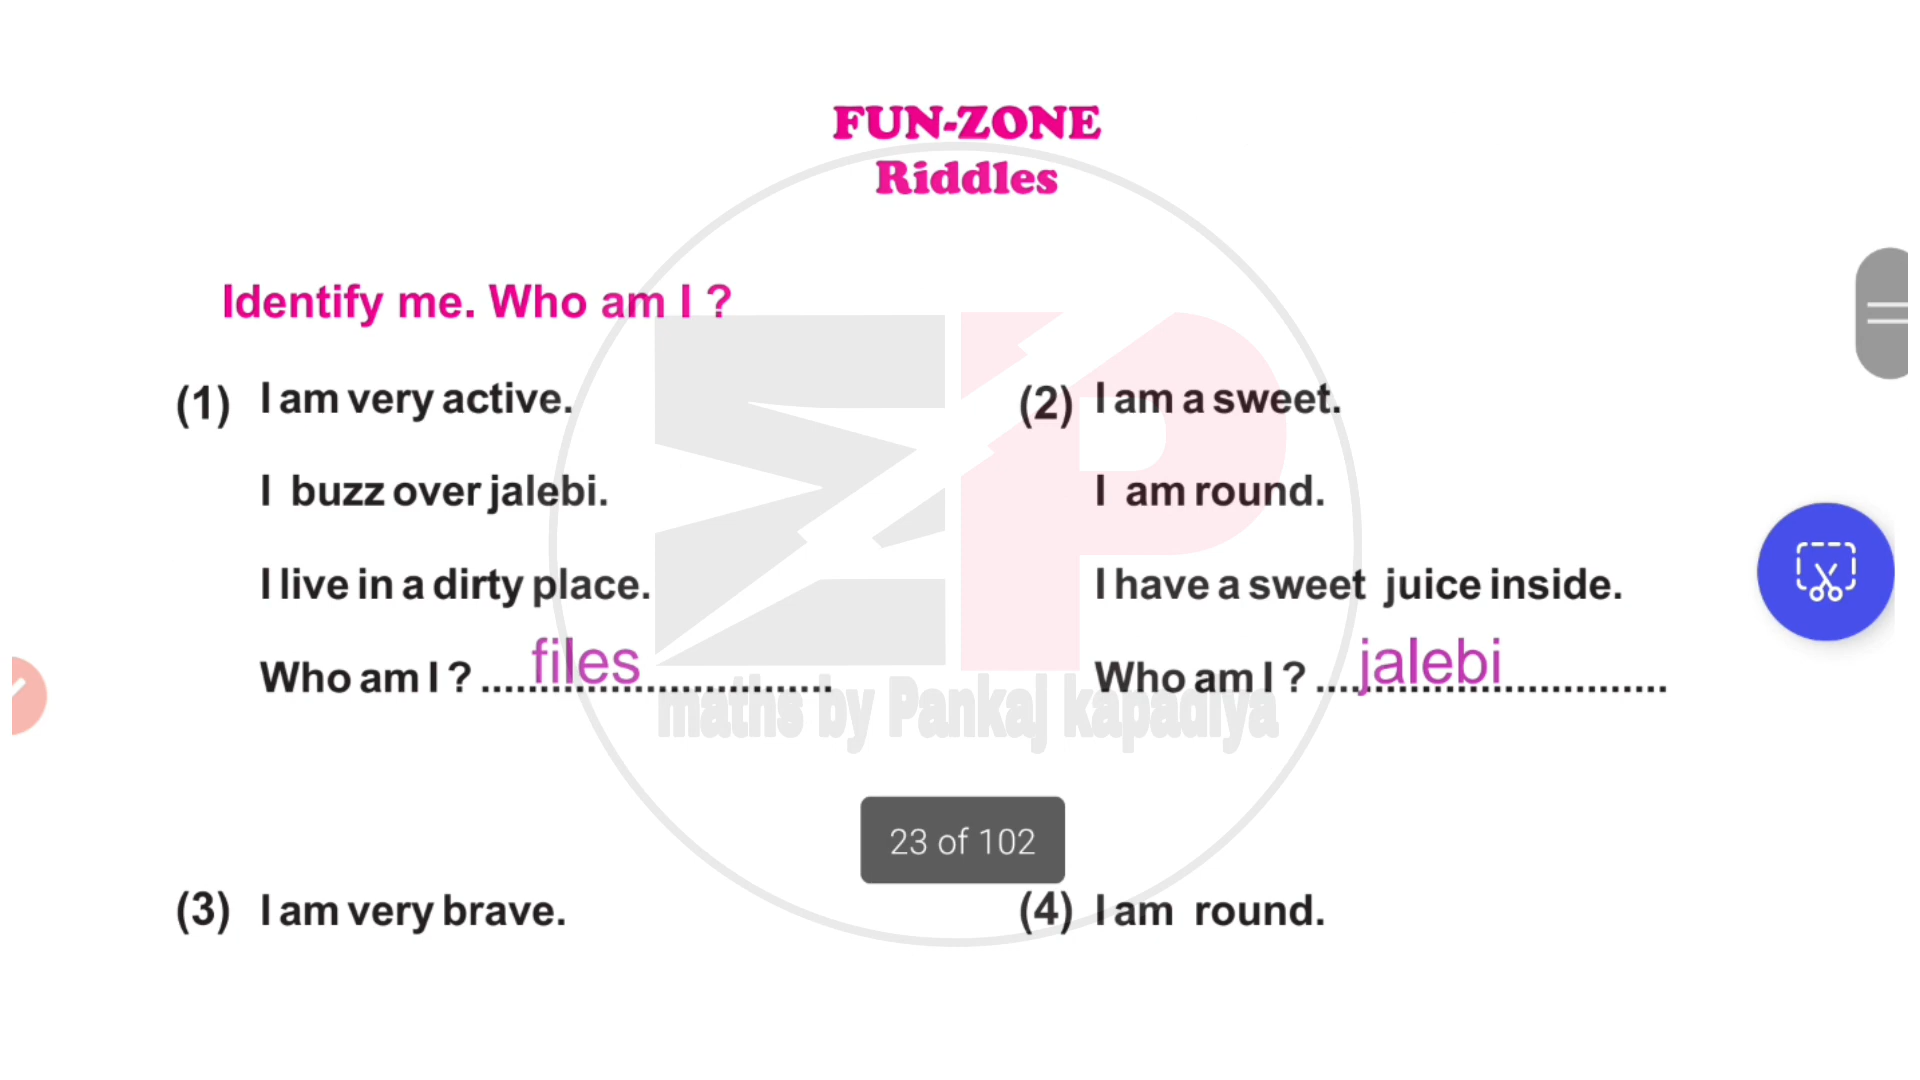 FUN-ZONE
Riddles
Identify me. Who am I ?
(1) I am very active.
I buzz over jalebi.
I live in a dirty place.
Who am I ? ................................. files
(2) I am a sweet.
I am round.
I have a sweet juice inside.
Who am I ? ................................. jalebi
maths by Pankaj kapadiya
23 of 102
(3) I am very brave.
(4) I am round.